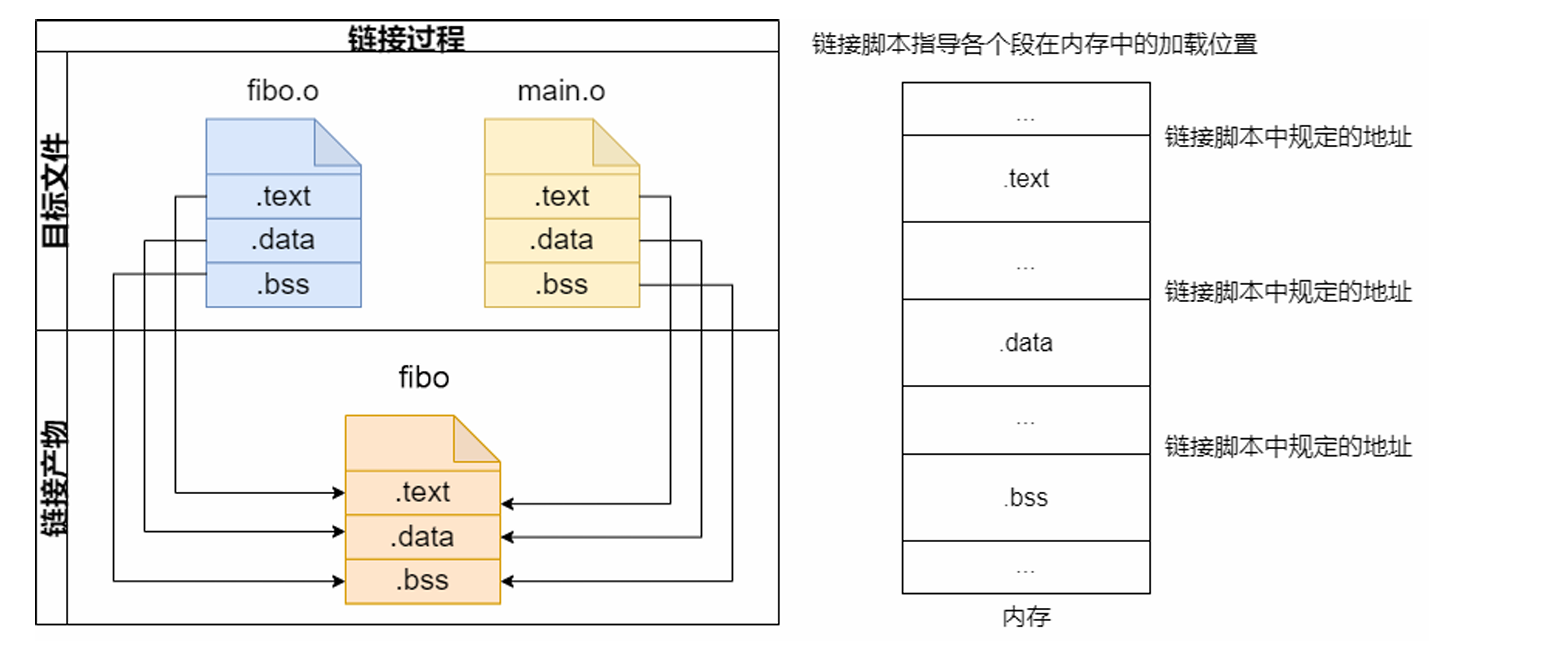 链接过程
目标文件
fibo.o
main.o
.text
.data
.bss
.text
.data
.bss
链接产物
fibo
.text
.data
.bss
链接脚本指导各个段在内存中的加载位置
...
链接脚本中规定的地址
.text
...
链接脚本中规定的地址
.data
...
链接脚本中规定的地址
.bss
...
内存